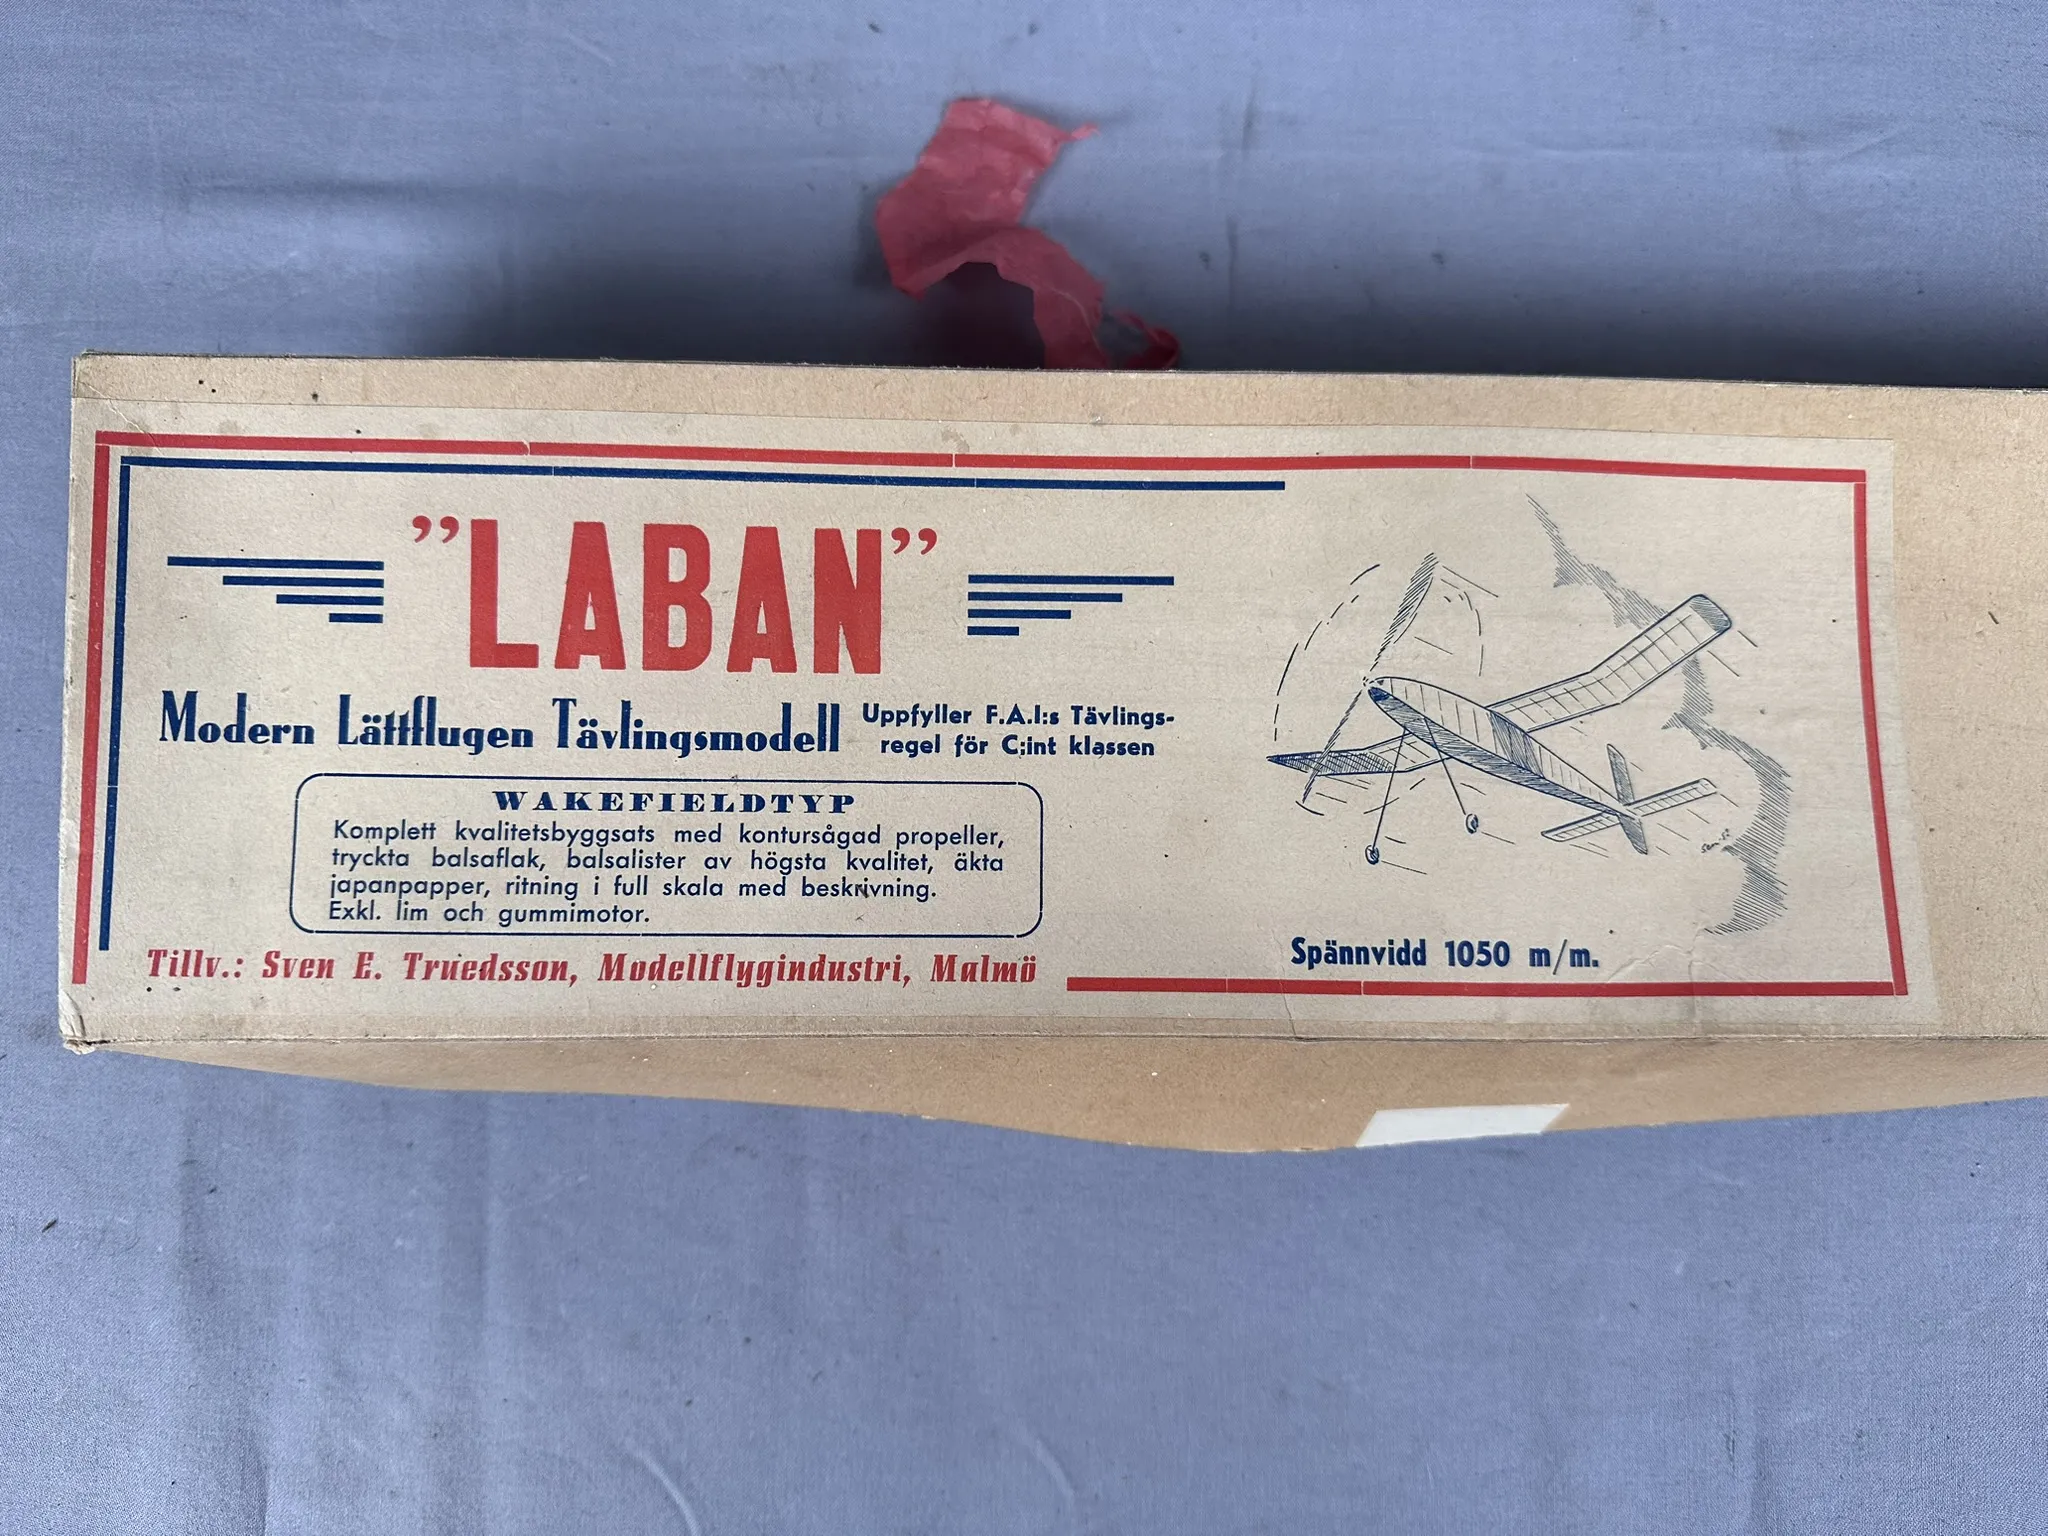 ”LABAN”
Modern Lättflugen Tävlingsmodell
Uppfyller F.A.I:s Tävlings-
regel för C;int klassen
WAKEFIELDTYP
Komplett kvalitetsbyggsats med kontursågad propeller,
tryckta balsaflak, balsalister av högsta kvalitet, äkta
japanpapper, ritning i full skala med beskrivning.
Exkl. lim och gummimotor.
Tillv.: Sven E. Truedsson, Modellflygindustri, Malmö
Spännvidd 1050 m/m.